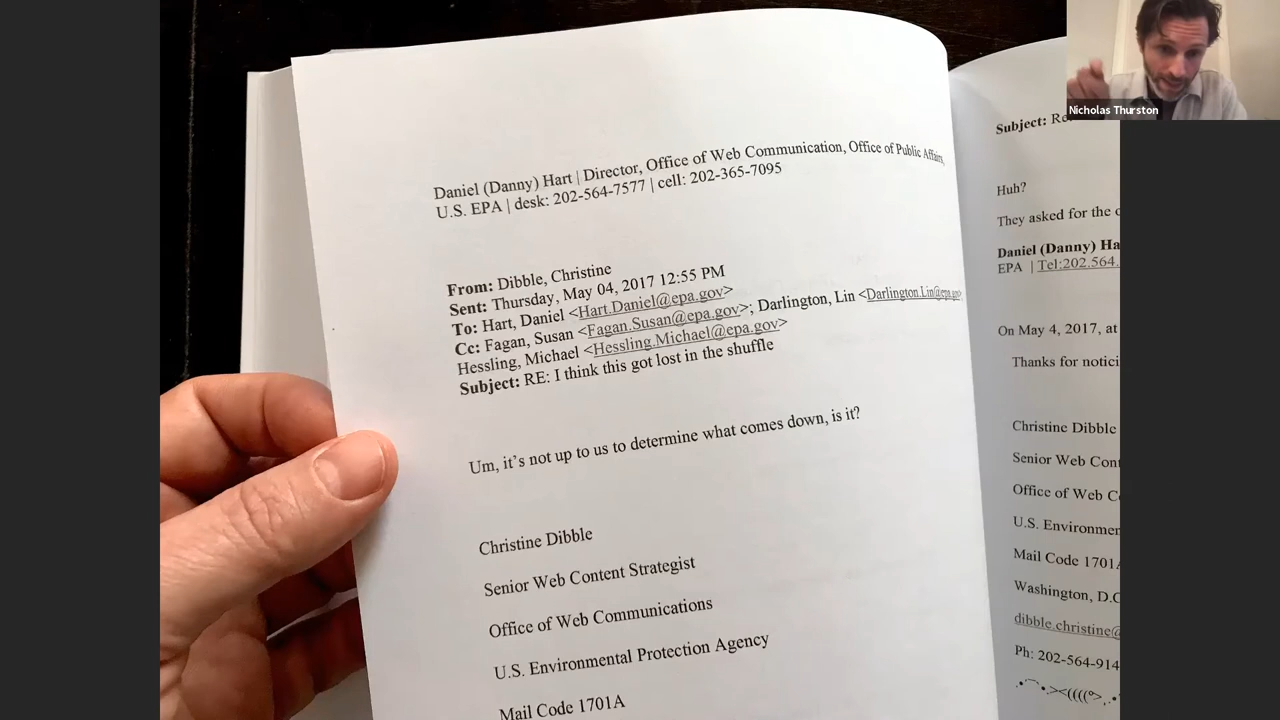 Nicholas Thurston
Daniel (Danny) Hart | Director, Office of Web Communication, Office of Public Affairs,
U.S. EPA | desk: 202-564-7577 | cell: 202-365-7095
From: Dibble, Christine
Sent: Thursday, May 04, 2017 12:55 PM
To: Hart, Daniel <Hart.Daniel@epa.gov>
Cc: Fagan, Susan <Fagan.Susan@epa.gov>; Darlington, Lin <Darlington.Lin@epa.gov>
Hessling, Michael <Hessling.Michael@epa.gov>
Subject: RE: I think this got lost in the shuffle
Um, it’s not up to us to determine what comes down, is it?
Christine Dibble
Senior Web Content Strategist
Office of Web Communications
U.S. Environmental Protection Agency
Mail Code 1701A
Subject: Re
Huh?
They asked for the
Daniel (Danny) Ha
EPA | Tel:202.564.
On May 4, 2017, at
Thanks for notici
Christine Dibble
Senior Web Cont
Office of Web C
U.S. Environmen
Mail Code 1701A
Washington, D.C
dibble.christine@
Ph: 202-564-914